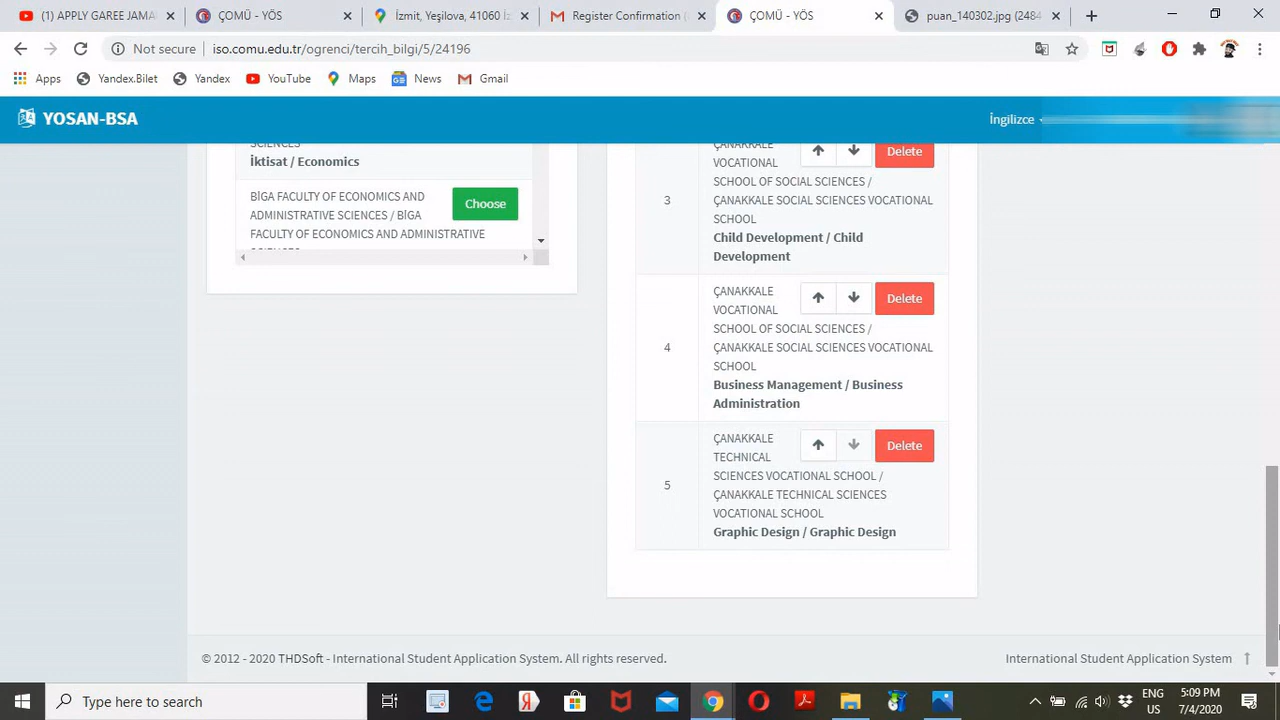 (1) APPLY GAREE JAMA
ÇOMÜ - YÖS
İzmit, Yeşilova, 41060 İz
Register Confirmation (
ÇOMÜ - YÖS
puan_140302.jpg (2484
Not secure
iso.comu.edu.tr/ogrenci/tercih_bilgi/5/24196
Apps
Yandex.Bilet
Yandex
YouTube
Maps
News
Gmail
YOSAN-BSA
İngilizce
SCIENCES
İktisat / Economics
BİGA FACULTY OF ECONOMICS AND
ADMINISTRATIVE SCIENCES / BİGA
FACULTY OF ECONOMICS AND ADMINISTRATIVE
SCIENCES
Choose
3
ÇANAKKALE
VOCATIONAL
SCHOOL OF SOCIAL SCIENCES /
ÇANAKKALE SOCIAL SCIENCES VOCATIONAL
SCHOOL
Child Development / Child
Development
Delete
4
ÇANAKKALE
VOCATIONAL
SCHOOL OF SOCIAL SCIENCES /
ÇANAKKALE SOCIAL SCIENCES VOCATIONAL
SCHOOL
Business Management / Business
Administration
Delete
5
ÇANAKKALE
TECHNICAL
SCIENCES VOCATIONAL SCHOOL /
ÇANAKKALE TECHNICAL SCIENCES
VOCATIONAL SCHOOL
Graphic Design / Graphic Design
Delete
© 2012 - 2020 THDSoft - International Student Application System. All rights reserved.
International Student Application System
Type here to search
ENG
US
5:09 PM
7/4/2020